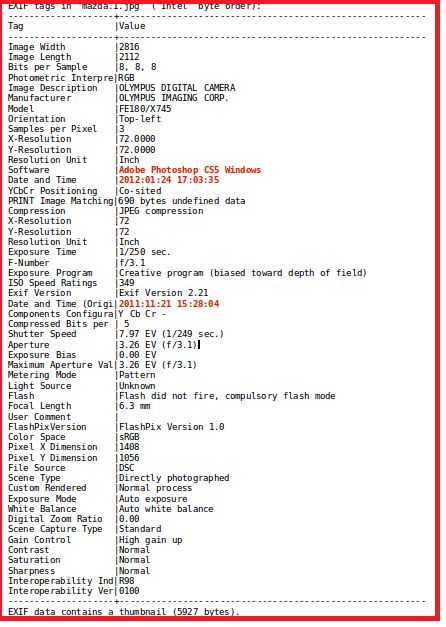 EXIF tags in 'mazda.1.jpg' ('Intel' byte order):
--------------------+----------------------------------------------------------
Tag                 |Value
--------------------+----------------------------------------------------------
Image Width         |2816
Image Length        |2112
Bits per Sample     |8, 8, 8
Photometric Interpre|RGB
Image Description   |OLYMPUS DIGITAL CAMERA
Manufacturer        |OLYMPUS IMAGING CORP.
Model               |FE180/X745
Orientation         |Top-left
Samples per Pixel   |3
X-Resolution        |72.0000
Y-Resolution        |72.0000
Resolution Unit     |Inch
Software            |Adobe Photoshop CS5 Windows
Date and Time       |2012:01:24 17:03:35
YCbCr Positioning   |Co-sited
PRINT Image Matching|690 bytes undefined data
Compression         |JPEG compression
X-Resolution        |72
Y-Resolution        |72
Resolution Unit     |Inch
Exposure Time       |1/250 sec.
F-Number            |f/3.1
Exposure Program    |Creative program (biased toward depth of field)
ISO Speed Ratings   |349
Exif Version        |Exif Version 2.21
Date and Time (Origi|2011:11:21 15:28:04
Components Configura|Y Cb Cr -
Compressed Bits per | 5
Shutter Speed       |7.97 EV (1/249 sec.)
Aperture            |3.26 EV (f/3.1)
Exposure Bias       |0.00 EV
Maximum Aperture Val|3.26 EV (f/3.1)
Metering Mode       |Pattern
Light Source        |Unknown
Flash               |Flash did not fire, compulsory flash mode
Focal Length        |6.3 mm
User Comment        |
FlashPixVersion     |FlashPix Version 1.0
Color Space         |sRGB
Pixel X Dimension   |1408
Pixel Y Dimension   |1056
File Source         |DSC
Scene Type          |Directly photographed
Custom Rendered     |Normal process
Exposure Mode       |Auto exposure
White Balance       |Auto white balance
Digital Zoom Ratio  |0.00
Scene Capture Type  |Standard
Gain Control        |High gain up
Contrast            |Normal
Saturation          |Normal
Sharpness           |Normal
Interoperability Ind|R98
Interoperability Ver|0100
--------------------+----------------------------------------------------------
EXIF data contains a thumbnail (5927 bytes).